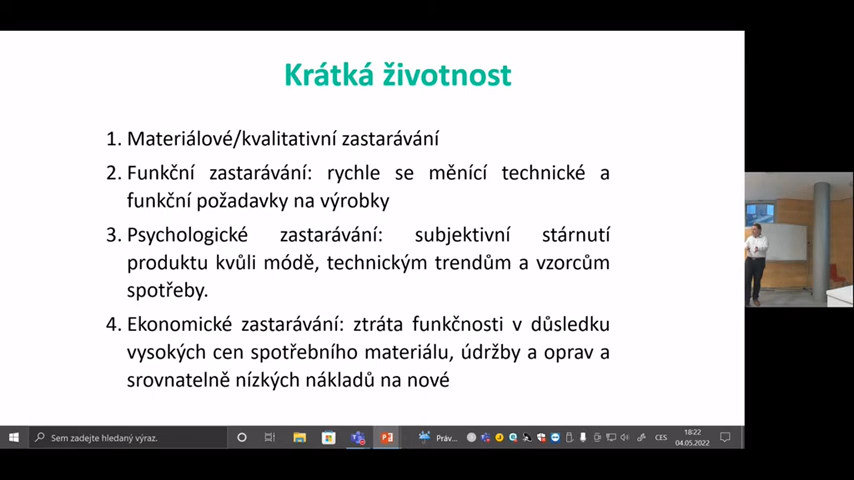 Krátká životnost
1. Materiálové/kvalitativní zastarávání
2. Funkční zastarávání: rychle se měnící technické a
funkční požadavky na výrobky
3. Psychologické zastarávání: subjektivní stárnutí
produktu kvůli módě, technickým trendům a vzorcům
spotřeby.
4. Ekonomické zastarávání: ztráta funkčnosti v důsledku
vysokých cen spotřebního materiálu, údržby a oprav a
srovnatelně nízkých nákladů na nové
Sem zadejte hledaný výraz.
Práv...
CES
18:22
04.05.2022